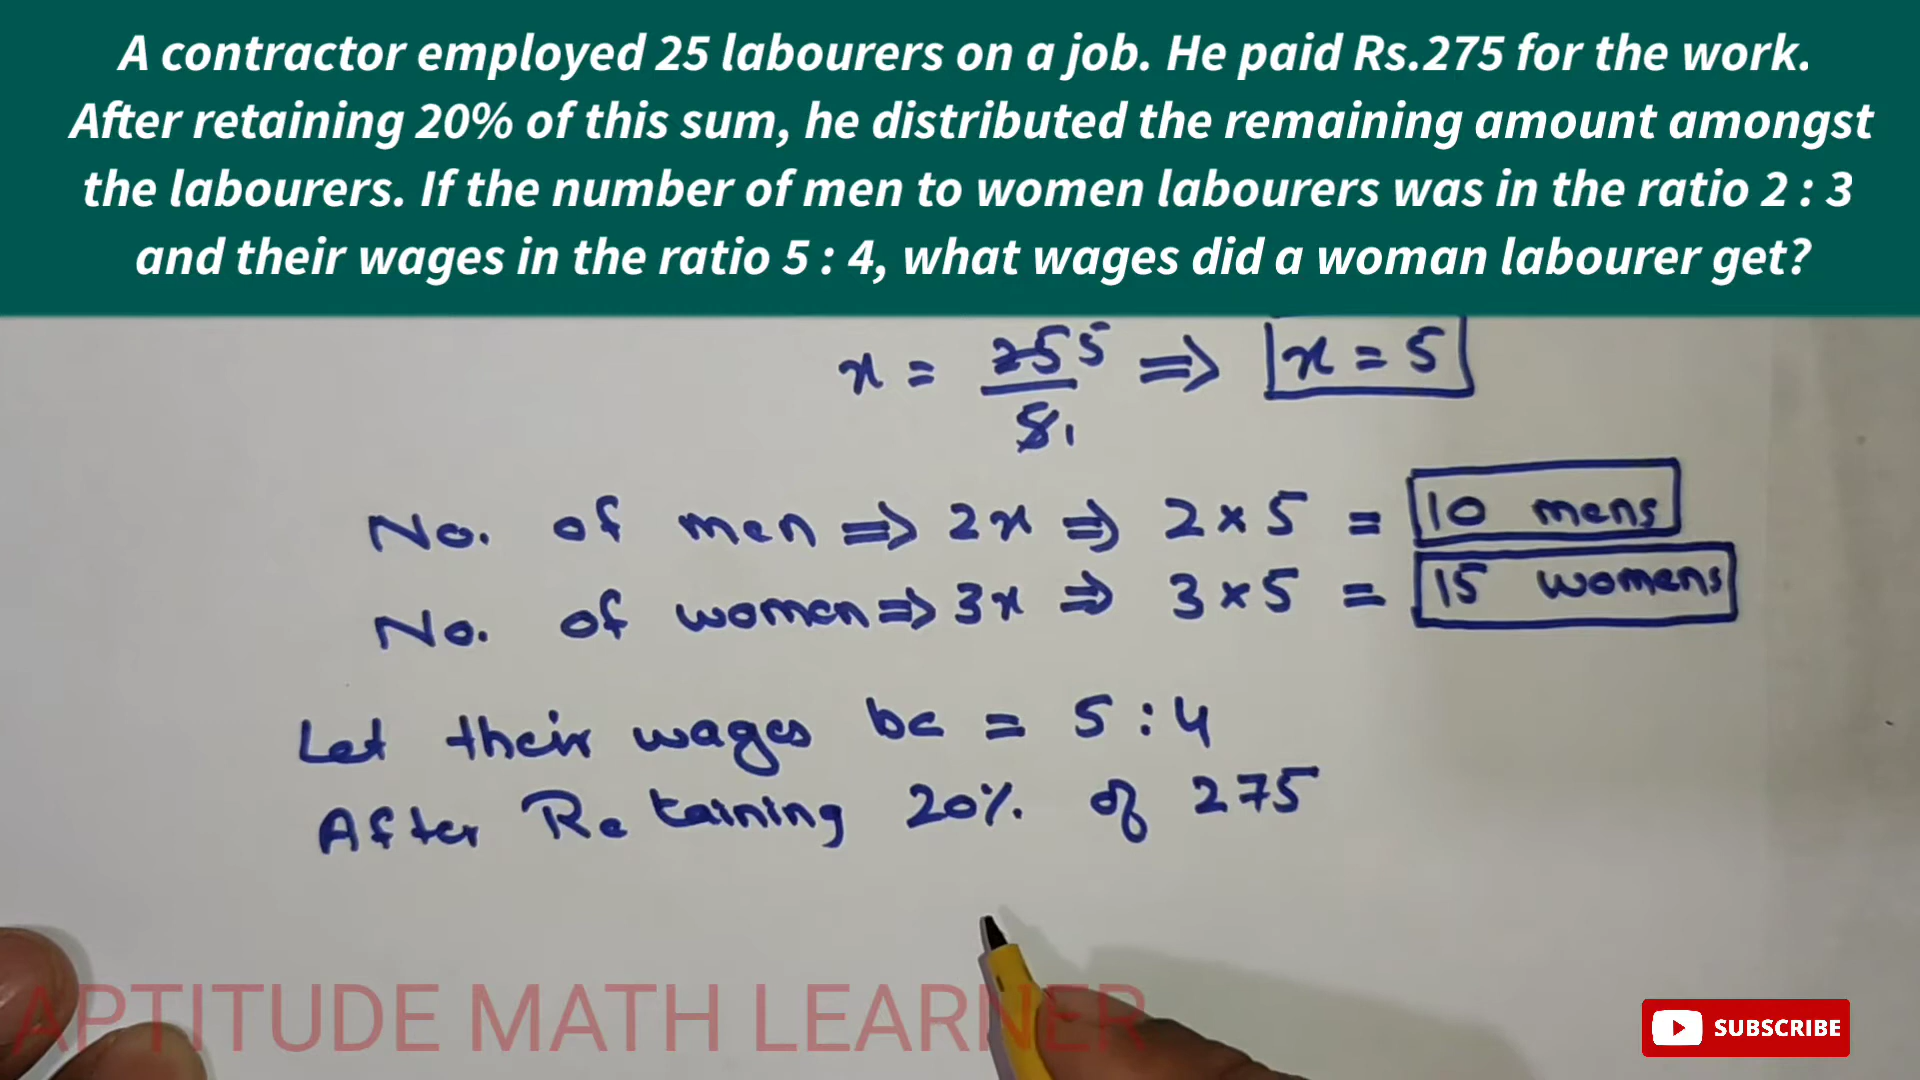 A contractor employed 25 labourers on a job. He paid Rs.275 for the work.
After retaining 20% of this sum, he distributed the remaining amount amongst
the labourers. If the number of men to women labourers was in the ratio 2 : 3
and their wages in the ratio 5 : 4, what wages did a woman labourer get?
x = 25 5 / 5 1 ⇒ x = 5
No. of men ⇒ 2x ⇒ 2 × 5 = 10 mens
No. of women ⇒ 3x ⇒ 3 × 5 = 15 womens
Let their wages be = 5 : 4
After Retaining 20% of 275
APTITUDE MATH LEARNER
SUBSCRIBE